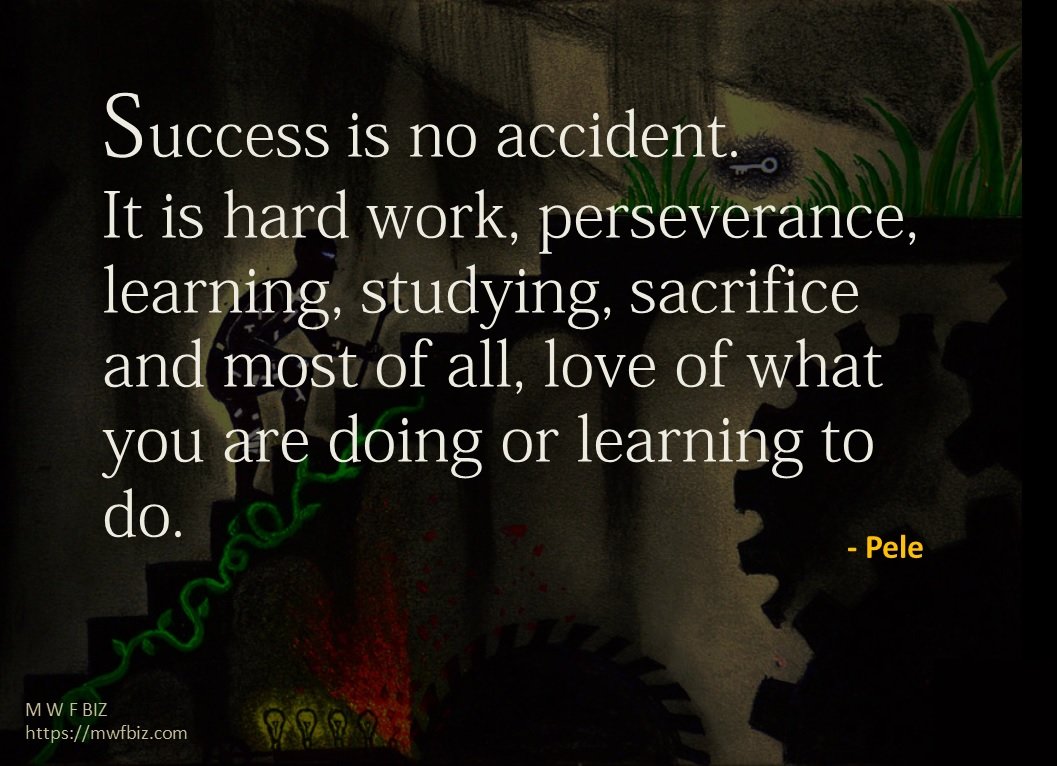 Success is no accident.
It is hard work, perseverance,
learning, studying, sacrifice
and most of all, love of what
you are doing or learning to
do.
- Pele
M W F BIZ
https://mwfbiz.com